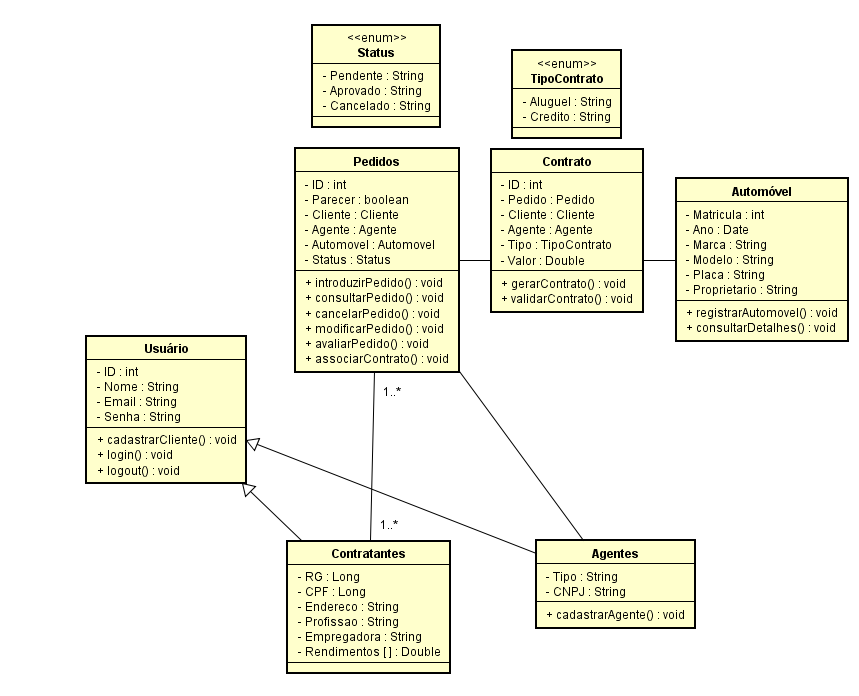 <<enum>>
Status
- Pendente : String
- Aprovado : String
- Cancelado : String
<<enum>>
TipoContrato
- Aluguel : String
- Credito : String
Pedidos
- ID : int
- Parecer : boolean
- Cliente : Cliente
- Agente : Agente
- Automovel : Automovel
- Status : Status
+ introduzirPedido() : void
+ consultarPedido() : void
+ cancelarPedido() : void
+ modificarPedido() : void
+ avaliarPedido() : void
+ associarContrato() : void
Contrato
- ID : int
- Pedido : Pedido
- Cliente : Cliente
- Agente : Agente
- Tipo : TipoContrato
- Valor : Double
+ gerarContrato() : void
+ validarContrato() : void
Automóvel
- Matricula : int
- Ano : Date
- Marca : String
- Modelo : String
- Placa : String
- Proprietario : String
+ registrarAutomovel() : void
+ consultarDetalhes() : void
Usuário
- ID : int
- Nome : String
- Email : String
- Senha : String
+ cadastrarCliente() : void
+ login() : void
+ logout() : void
1..*
1..*
Contratantes
- RG : Long
- CPF : Long
- Endereco : String
- Profissao : String
- Empregadora : String
- Rendimentos [ ] : Double
Agentes
- Tipo : String
- CNPJ : String
+ cadastrarAgente() : void